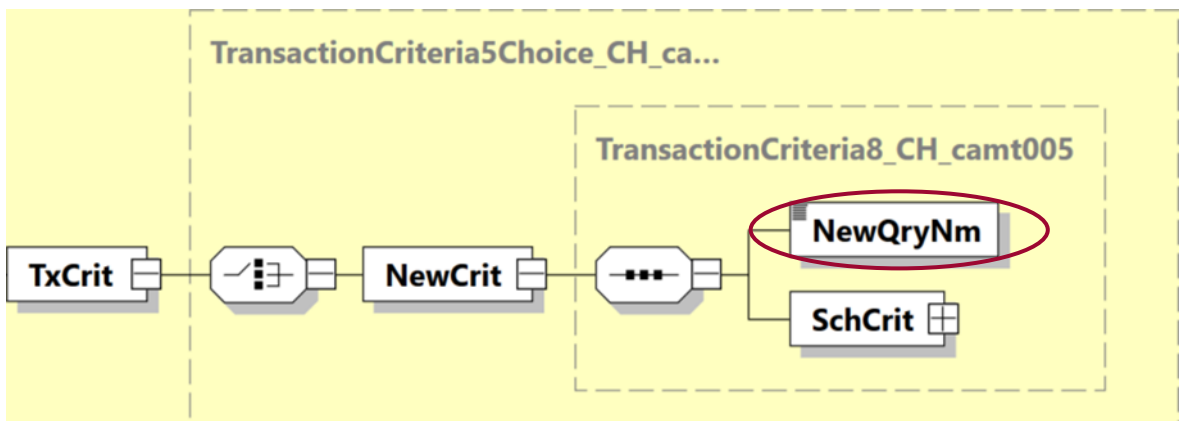 TransactionCriteria5Choice_CH_ca...
TransactionCriteria8_CH_camt005
NewQryNm
TxCrit
NewCrit
SchCrit